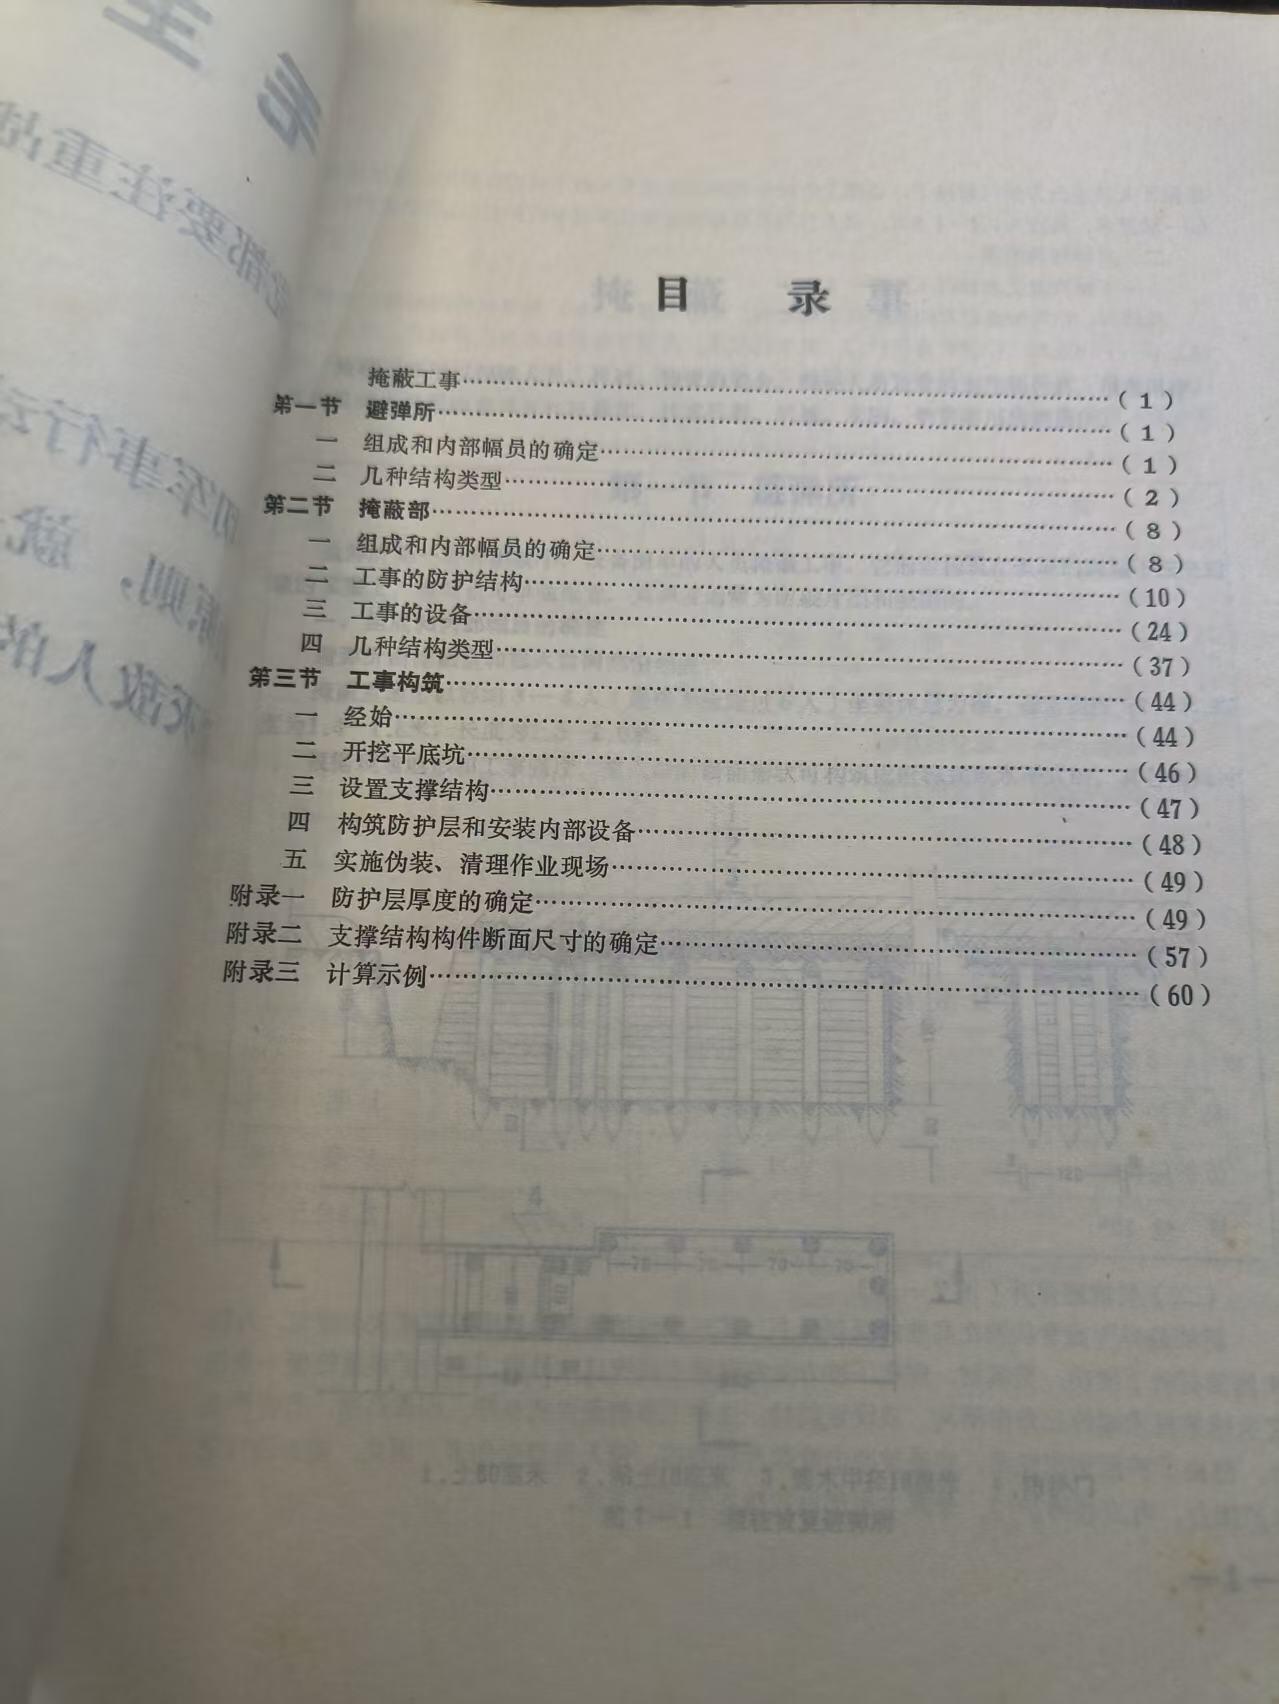 目 录
掩蔽工事……………………………………………………（1）
第一节 避弹所……………………………………………………（1）
一 组成和内部幅员的确定……………………………………（1）
二 几种结构类型………………………………………………（2）
第二节 掩蔽部……………………………………………………（8）
一 组成和内部幅员的确定……………………………………（8）
二 工事的防护结构……………………………………………（10）
三 工事的设备…………………………………………………（24）
四 几种结构类型………………………………………………（37）
第三节 工事构筑…………………………………………………（44）
一 经始…………………………………………………………（44）
二 开挖平底坑…………………………………………………（46）
三 设置支撑结构………………………………………………（47）
四 构筑防护层和安装内部设备………………………………（48）
五 实施伪装、清理作业现场…………………………………（49）
附录一 防护层厚度的确定………………………………………（49）
附录二 支撑结构构件断面尺寸的确定…………………………（57）
附录三 计算示例…………………………………………………（60）